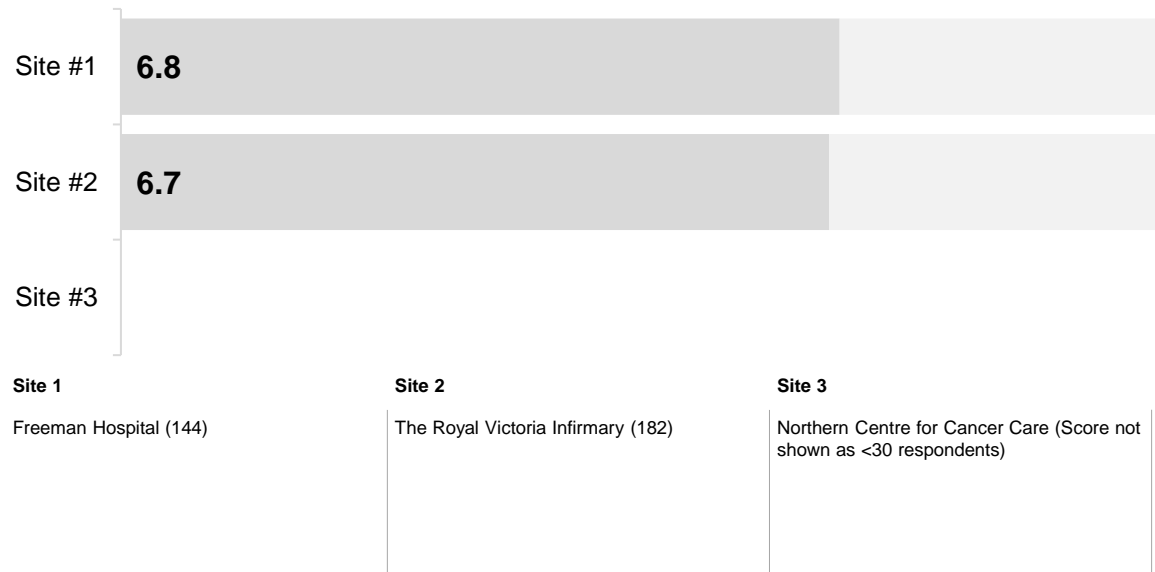 Site #1 6.8
Site #2 6.7
Site #3
Site 1 Site 2 Site 3
Freeman Hospital (144)
The Royal Victoria Infirmary (182)
Northern Centre for Cancer Care (Score not
shown as <30 respondents)